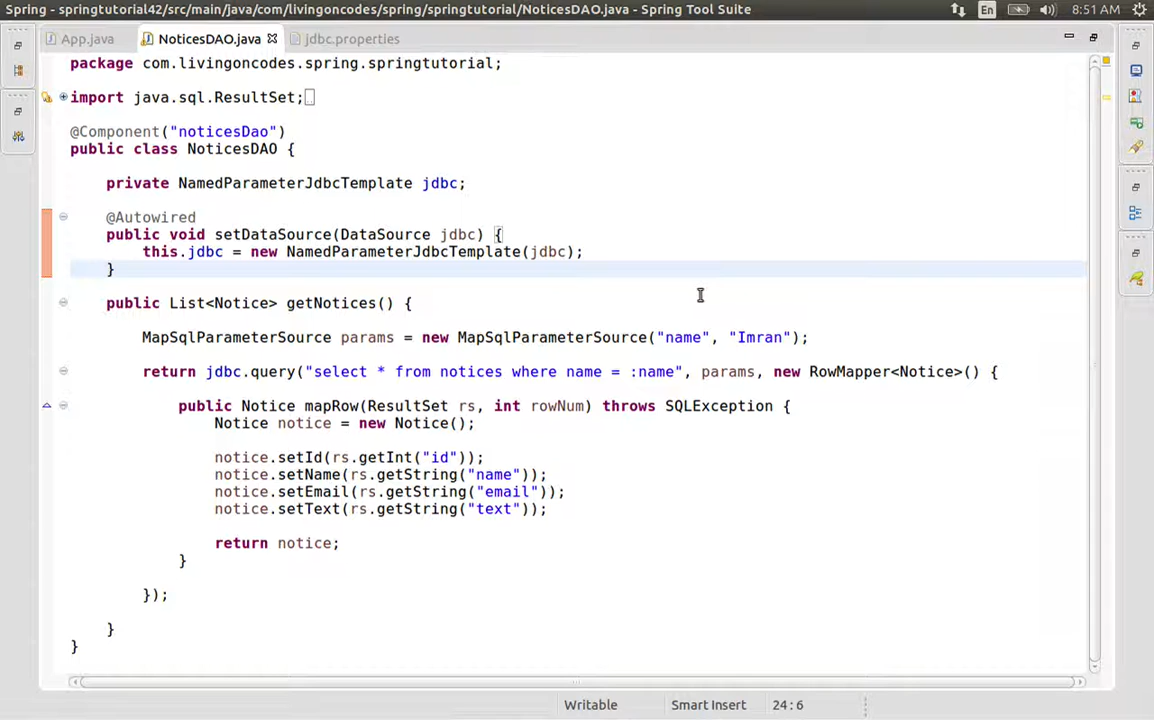 Spring - springtutorial42/src/main/java/com/livingoncodes/spring/springtutorial/NoticesDAO.java - Spring Tool Suite
En
8:51 AM
App.java
NoticesDAO.java
jdbc.properties
package com.livingoncodes.spring.springtutorial;
import java.sql.ResultSet;
@Component("noticesDao")
public class NoticesDAO {
private NamedParameterJdbcTemplate jdbc;
@Autowired
public void setDataSource(DataSource jdbc) {
this.jdbc = new NamedParameterJdbcTemplate(jdbc);
}
public List<Notice> getNotices() {
MapSqlParameterSource params = new MapSqlParameterSource("name", "Imran");
return jdbc.query("select * from notices where name = :name", params, new RowMapper<Notice>() {
public Notice mapRow(ResultSet rs, int rowNum) throws SQLException {
Notice notice = new Notice();
notice.setId(rs.getInt("id"));
notice.setName(rs.getString("name"));
notice.setEmail(rs.getString("email"));
notice.setText(rs.getString("text"));
return notice;
}
});
}
}
Writable
Smart Insert
24 : 6